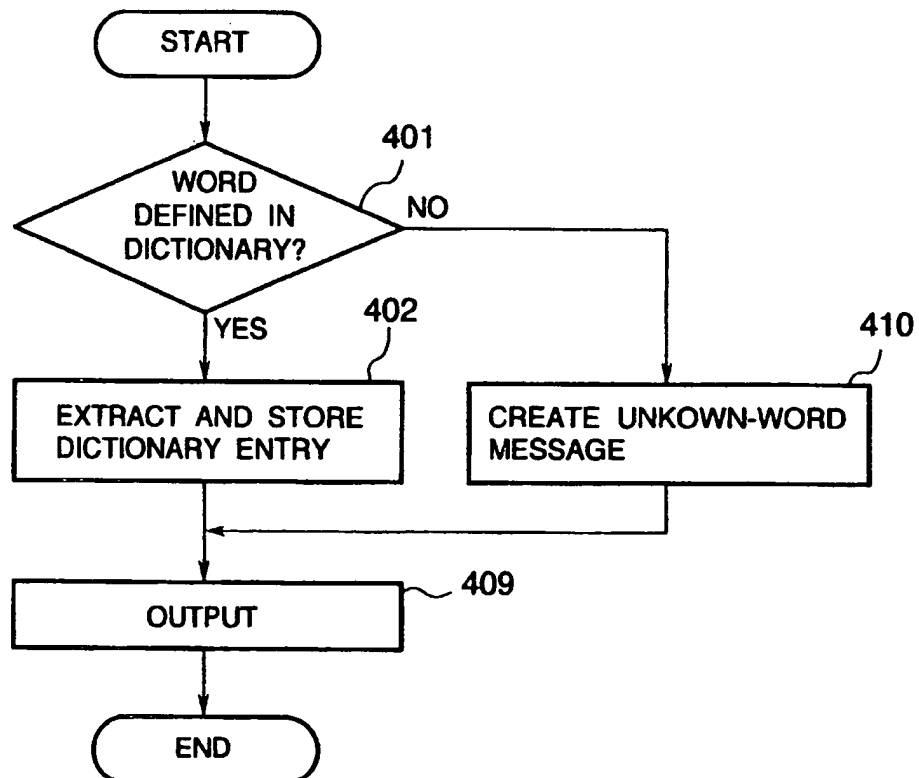 START
401
WORD
DEFINED IN
DICTIONARY?
NO
YES
402
EXTRACT AND STORE
DICTIONARY ENTRY
410
CREATE UNKOWN-WORD
MESSAGE
409
OUTPUT
END